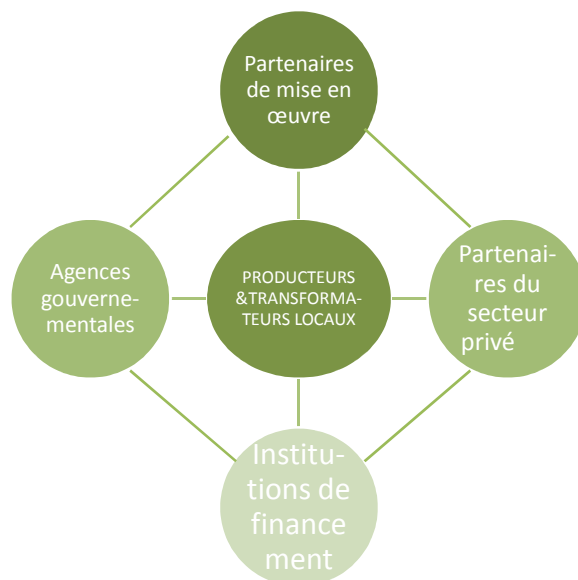 Partenaires
de mise en
œuvre
Agences
gouverne-
mentales
PRODUCTEURS
&TRANSFORMA-
TEURS LOCAUX
Partenai-
res du
secteur
privé
Institu-
tions de
finance
ment